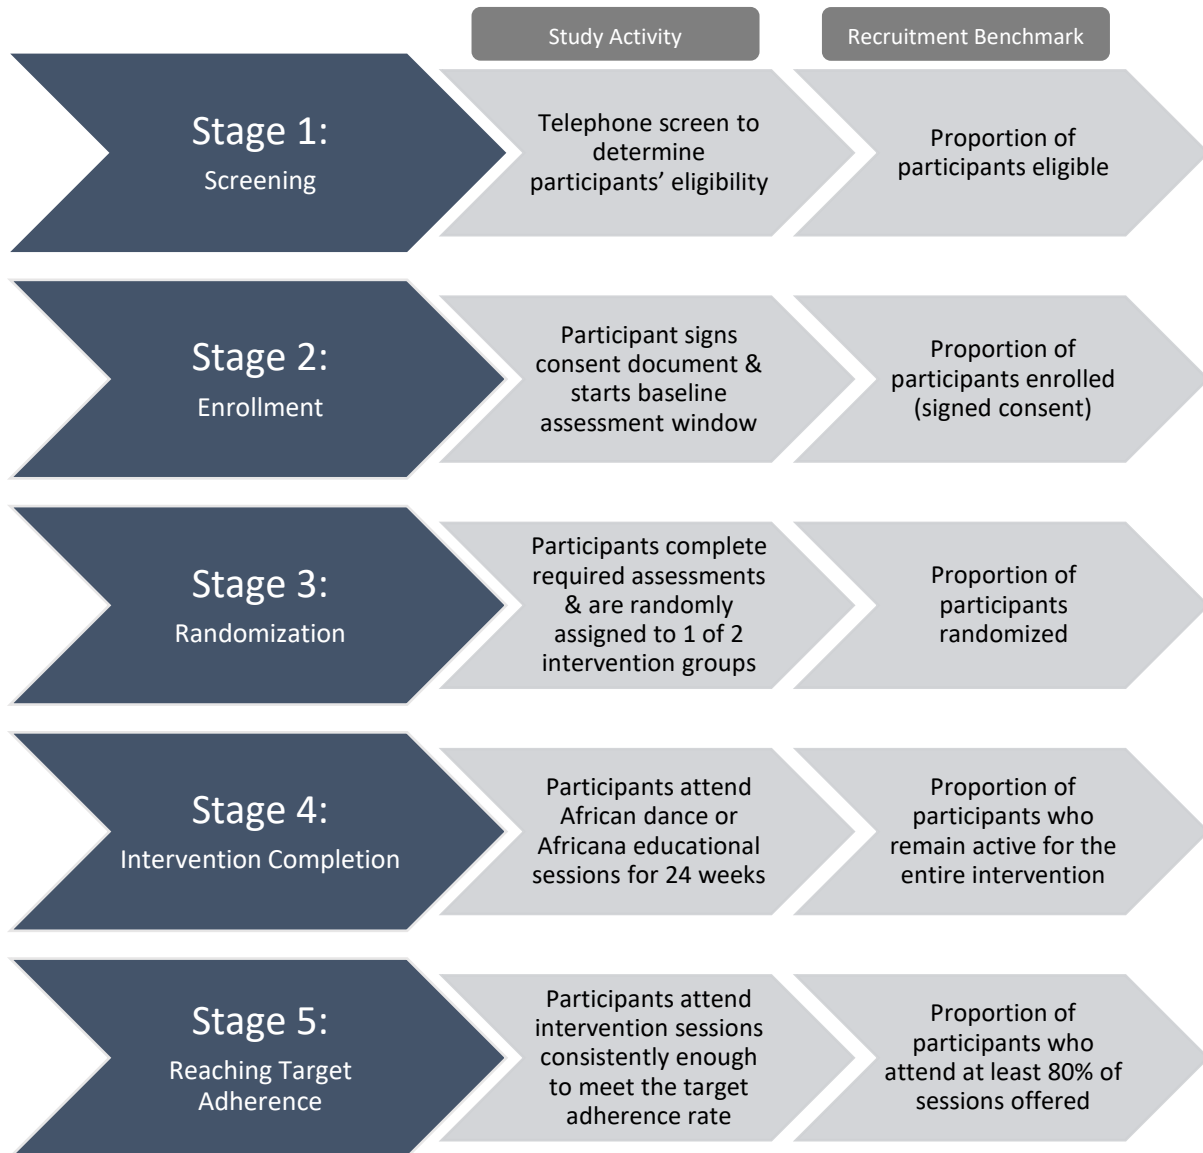 Study Activity
Recruitment Benchmark
Stage 1:
Screening
Telephone screen to
determine
participants’ eligibility
Proportion of
participants eligible
Stage 2:
Enrollment
Participant signs
consent document &
starts baseline
assessment window
Proportion of
participants enrolled
(signed consent)
Stage 3:
Randomization
Participants complete
required assessments
& are randomly
assigned to 1 of 2
intervention groups
Proportion of
participants
randomized
Stage 4:
Intervention Completion
Participants attend
African dance or
Africana educational
sessions for 24 weeks
Proportion of
participants who
remain active for the
entire intervention
Stage 5:
Reaching Target
Adherence
Participants attend
intervention sessions
consistently enough
to meet the target
adherence rate
Proportion of
participants who
attend at least 80% of
sessions offered